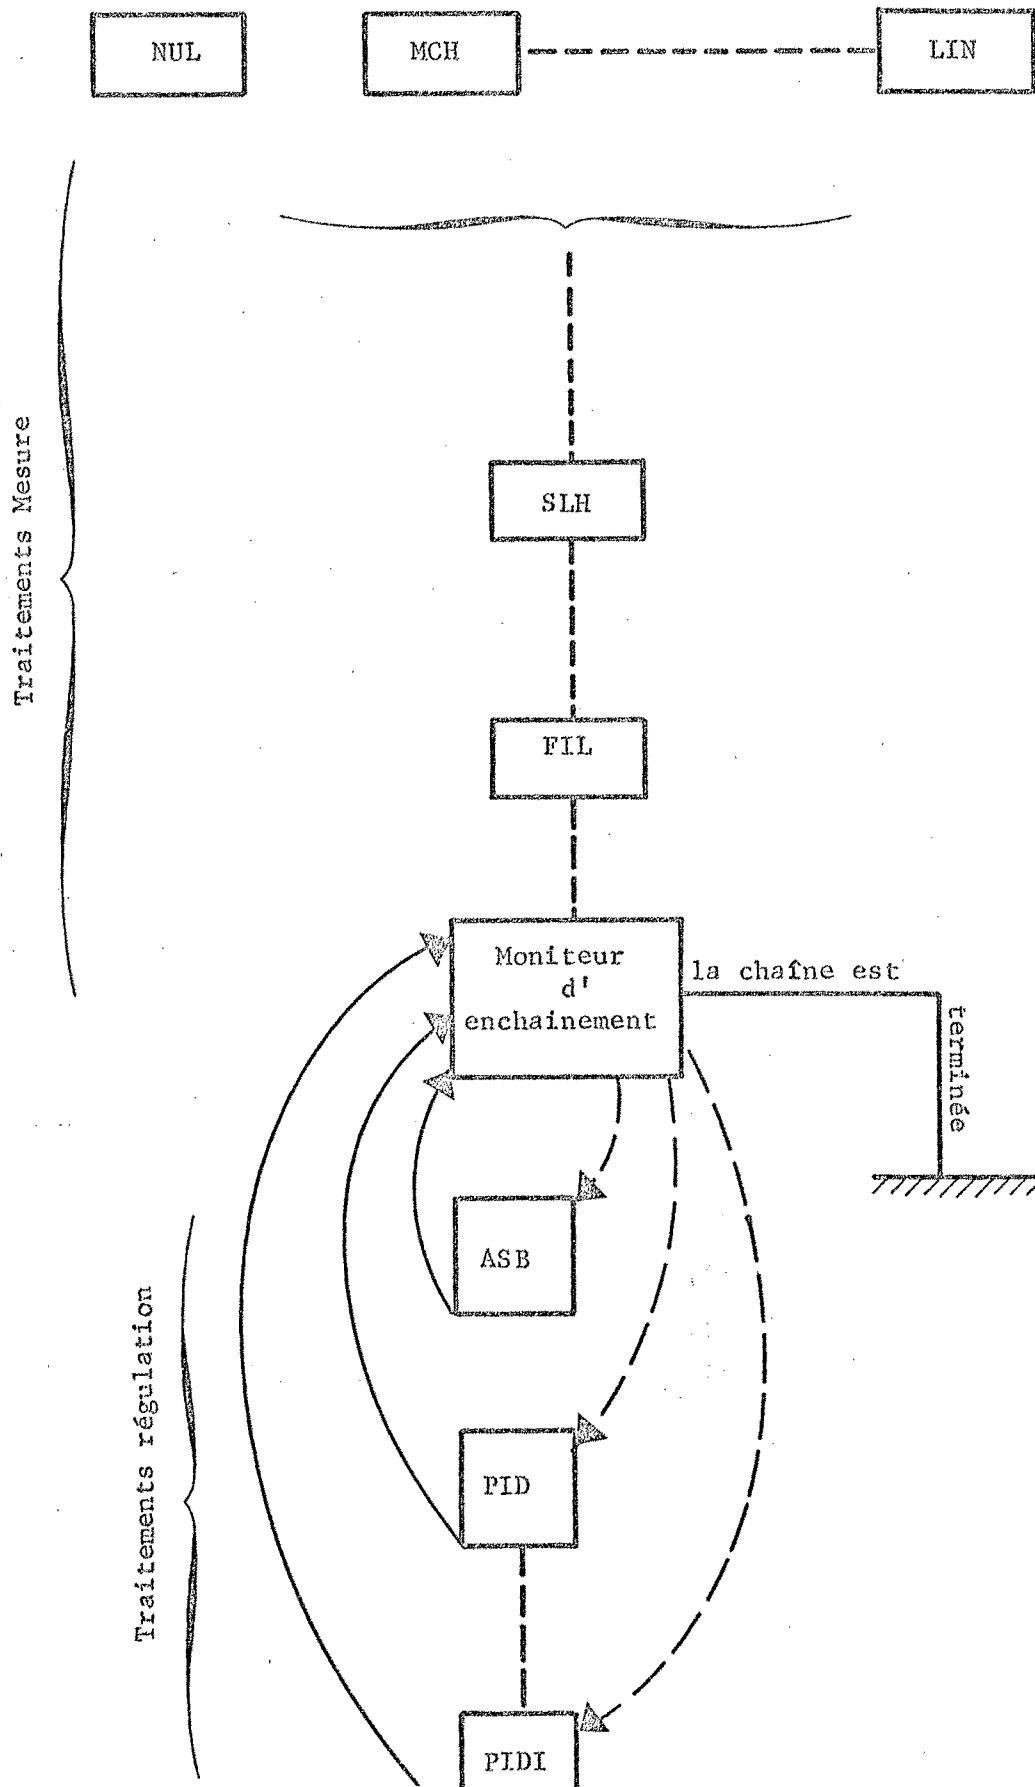 NUL
MCH
LIN
Traitements Mesure
SLH
FIL
Moniteur
d'
enchainement
la chaîne est
terminée
ASB
Traitements régulation
PID
PIDI